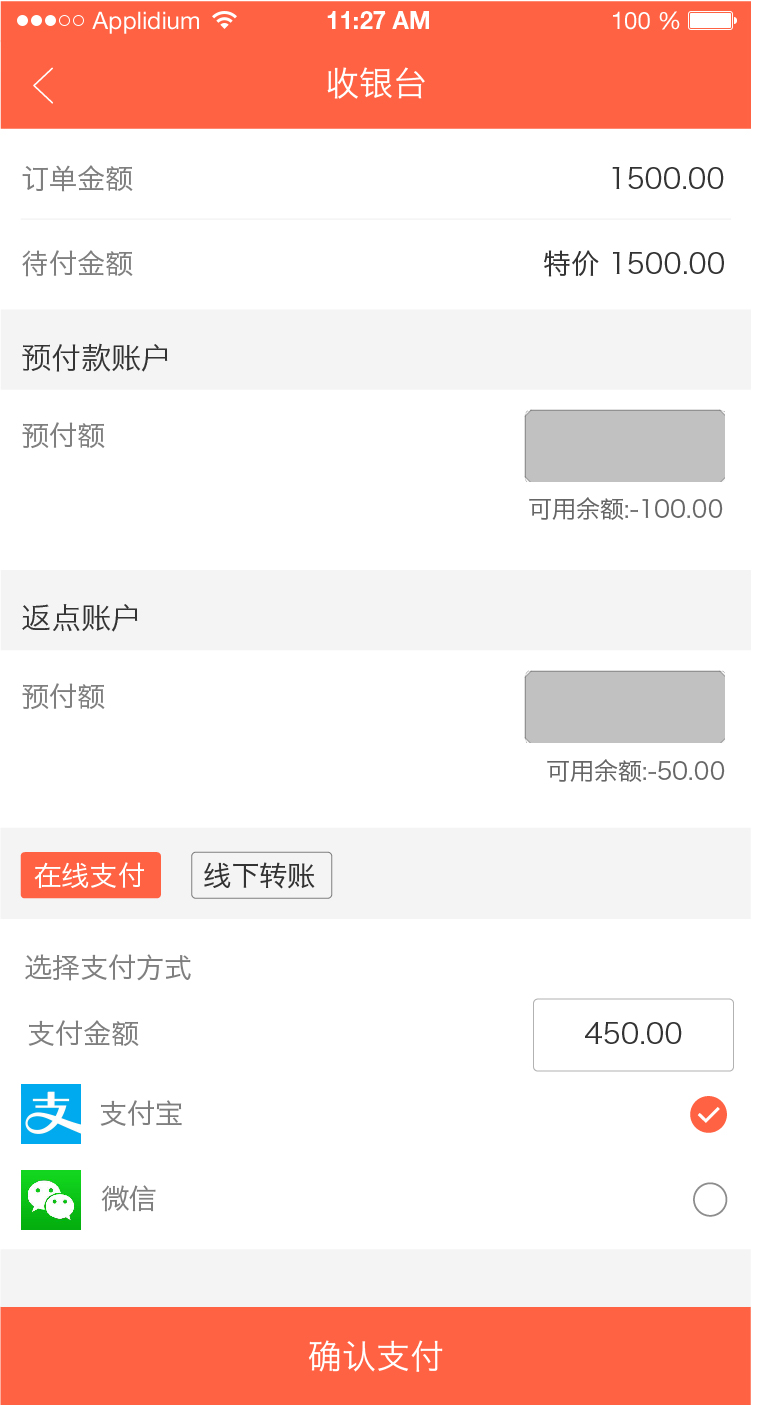 Applidium 11:27 AM 100 %
收银台
订单金额 1500.00
待付金额 特价 1500.00
预付款账户
预付额
可用余额:-100.00
返点账户
预付额
可用余额:-50.00
在线支付 线下转账
选择支付方式
支付金额 450.00
支 支付宝
微信
确认支付